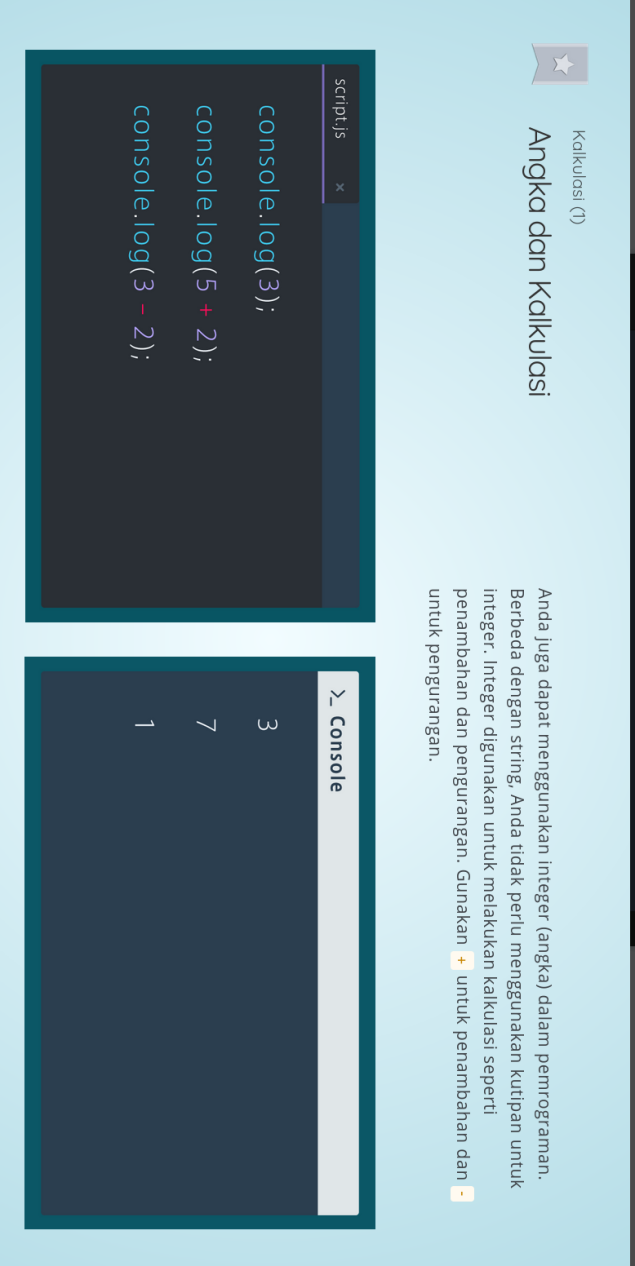 Kalkulasi (1)
Angka dan Kalkulasi
Anda juga dapat menggunakan integer (angka) dalam pemrograman.
Berbeda dengan string, Anda tidak perlu menggunakan kutipan untuk
integer. Integer digunakan untuk melakukan kalkulasi seperti
penambahan dan pengurangan. Gunakan + untuk penambahan dan -
untuk pengurangan.
script.js ×
console.log(3);
console.log(5 + 2);
console.log(3 - 2);
>_ Console
3
7
1